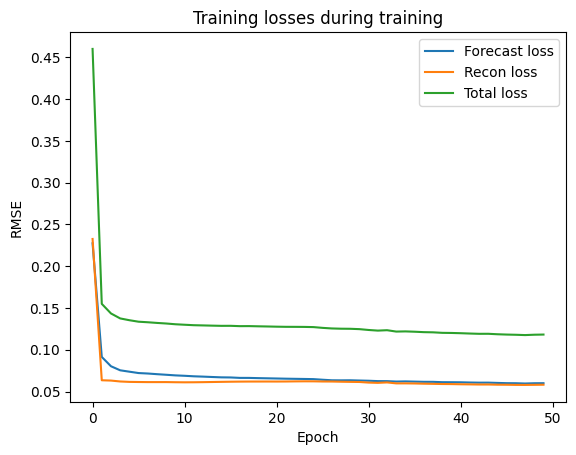 Training losses during training
Forecast loss
Recon loss
Total loss
0.45
0.40
0.35
0.30
0.25
0.20
0.15
0.10
0.05
RMSE
0
10
20
30
40
50
Epoch